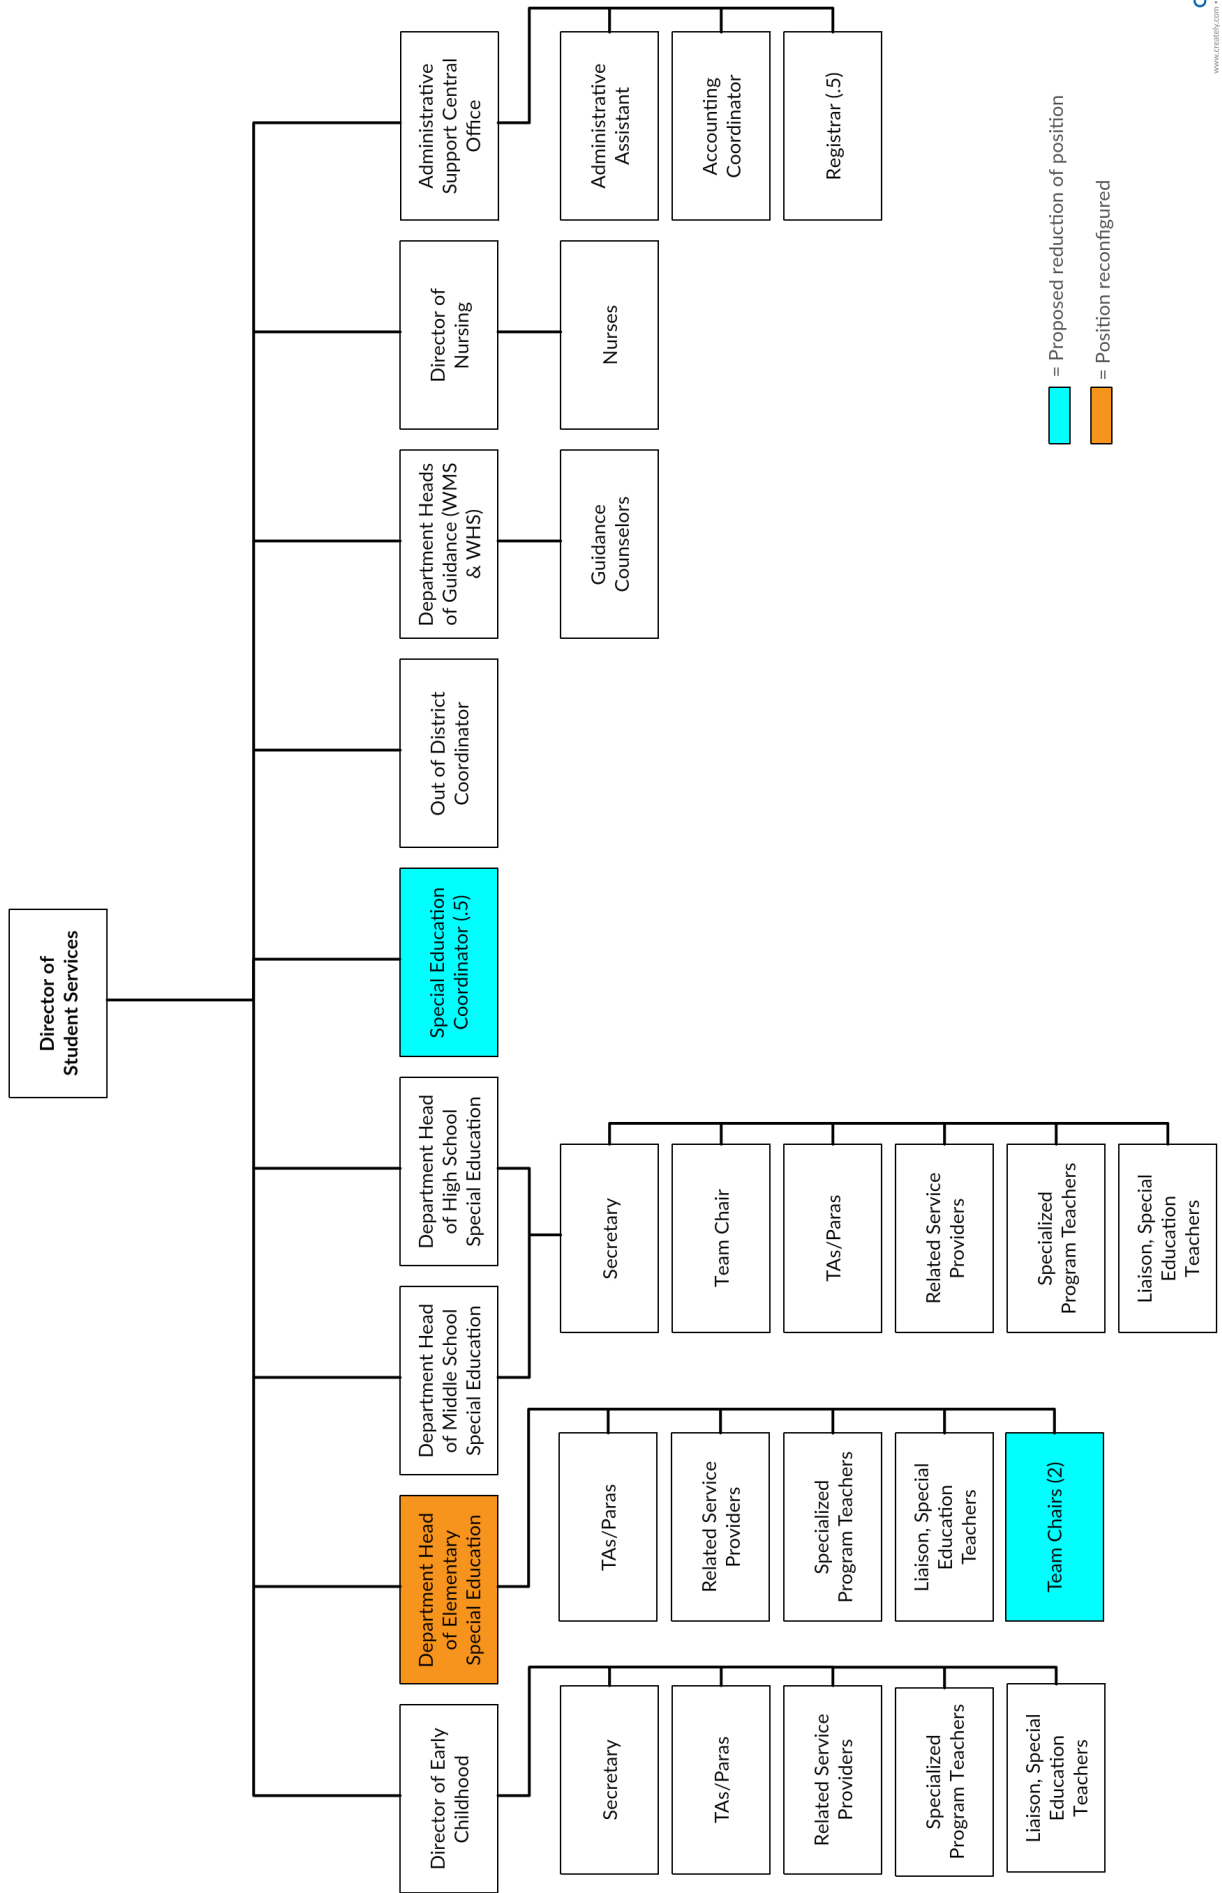 Director of
Student Services
Director of Early
Childhood
Department Head
of Elementary
Special Education
Department Head
of Middle School
Special Education
Department Head
of High School
Special Education
Special Education
Coordinator (.5)
Out of District
Coordinator
Department Heads
of Guidance (WMS
& WHS)
Director of
Nursing
Administrative
Support Central
Office
Secretary
TAs/Paras
Related Service
Providers
Specialized
Program Teachers
Liaison, Special
Education
Teachers
TAs/Paras
Related Service
Providers
Specialized
Program Teachers
Liaison, Special
Education
Teachers
Team Chairs (2)
Secretary
Team Chair
TAs/Paras
Related Service
Providers
Specialized
Program Teachers
Liaison, Special
Education
Teachers
Guidance
Counselors
Nurses
Administrative
Assistant
Accounting
Coordinator
Registrar (.5)
= Proposed reduction of position
= Position reconfigured
www.creately.com •